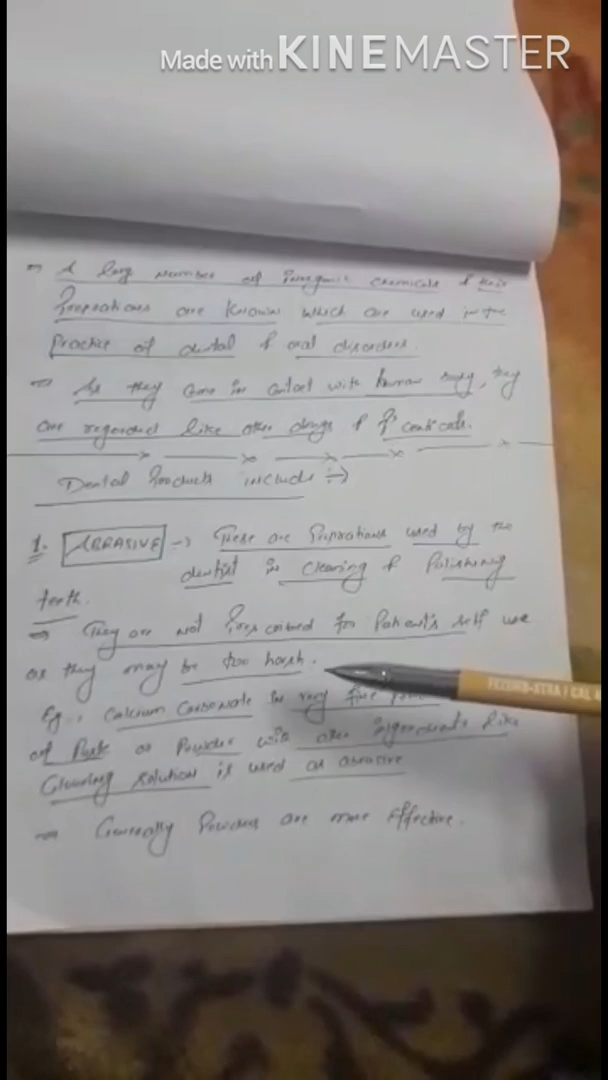 Made with KINEMASTER
→ A large number of inorganic chemicals & their
Preprations are known which are used in the
Practice of dental & oral disorders.
→ As they come in contact with human body, they
are regarded like other drugs & P'ceuticals.
Dental Products include :→
1. ABRASIVE → These are Preprations used by the
dentist in cleaning & Polishing
teeth.
→ They are not Prescribed for Patient's self use
as they may be too harsh.
Eg. : Calcium Carbonate in very fine
of Paste or Powder with other ingredients like
Cleaning solution is used as abrasive
→ Generally Powders are more Effective.